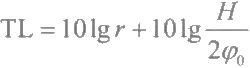 TL = 10 lg r + 10 lg H / 2φ₀